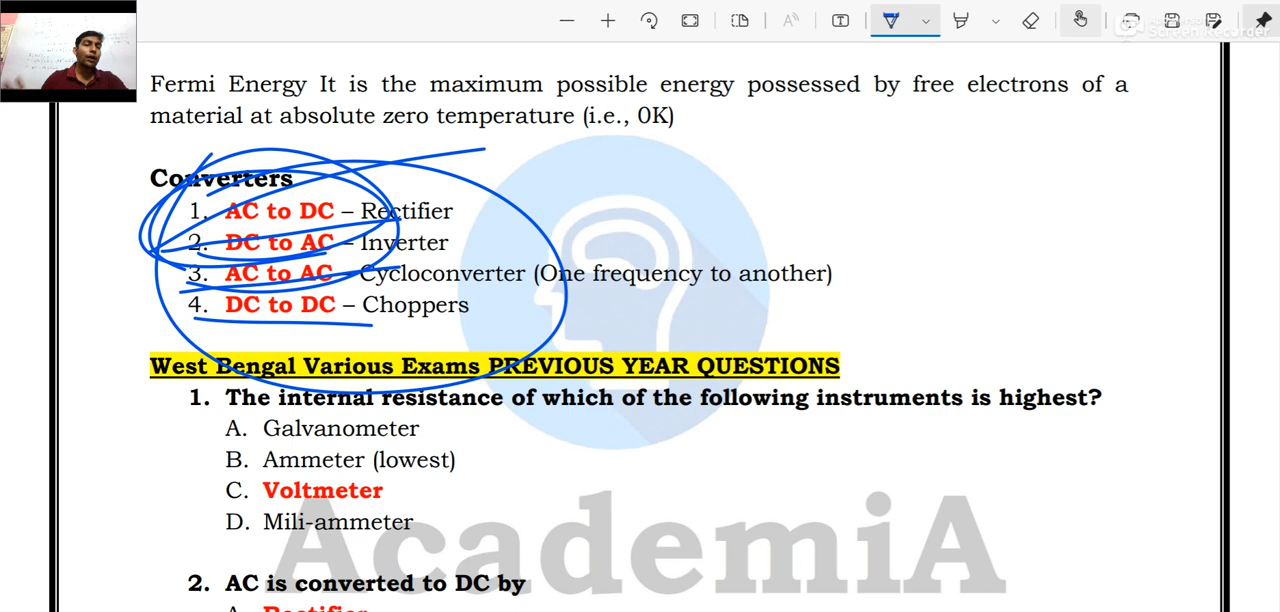 Screen Recorder
Fermi Energy It is the maximum possible energy possessed by free electrons of a
material at absolute zero temperature (i.e., 0K)
Converters
1. AC to DC – Rectifier
2. DC to AC – Inverter
3. AC to AC – Cycloconverter (One frequency to another)
4. DC to DC – Choppers
West Bengal Various Exams PREVIOUS YEAR QUESTIONS
1. The internal resistance of which of the following instruments is highest?
A. Galvanometer
B. Ammeter (lowest)
C. Voltmeter
D. Mili-ammeter
AcademiA
2. AC is converted to DC by
A. Rectifier